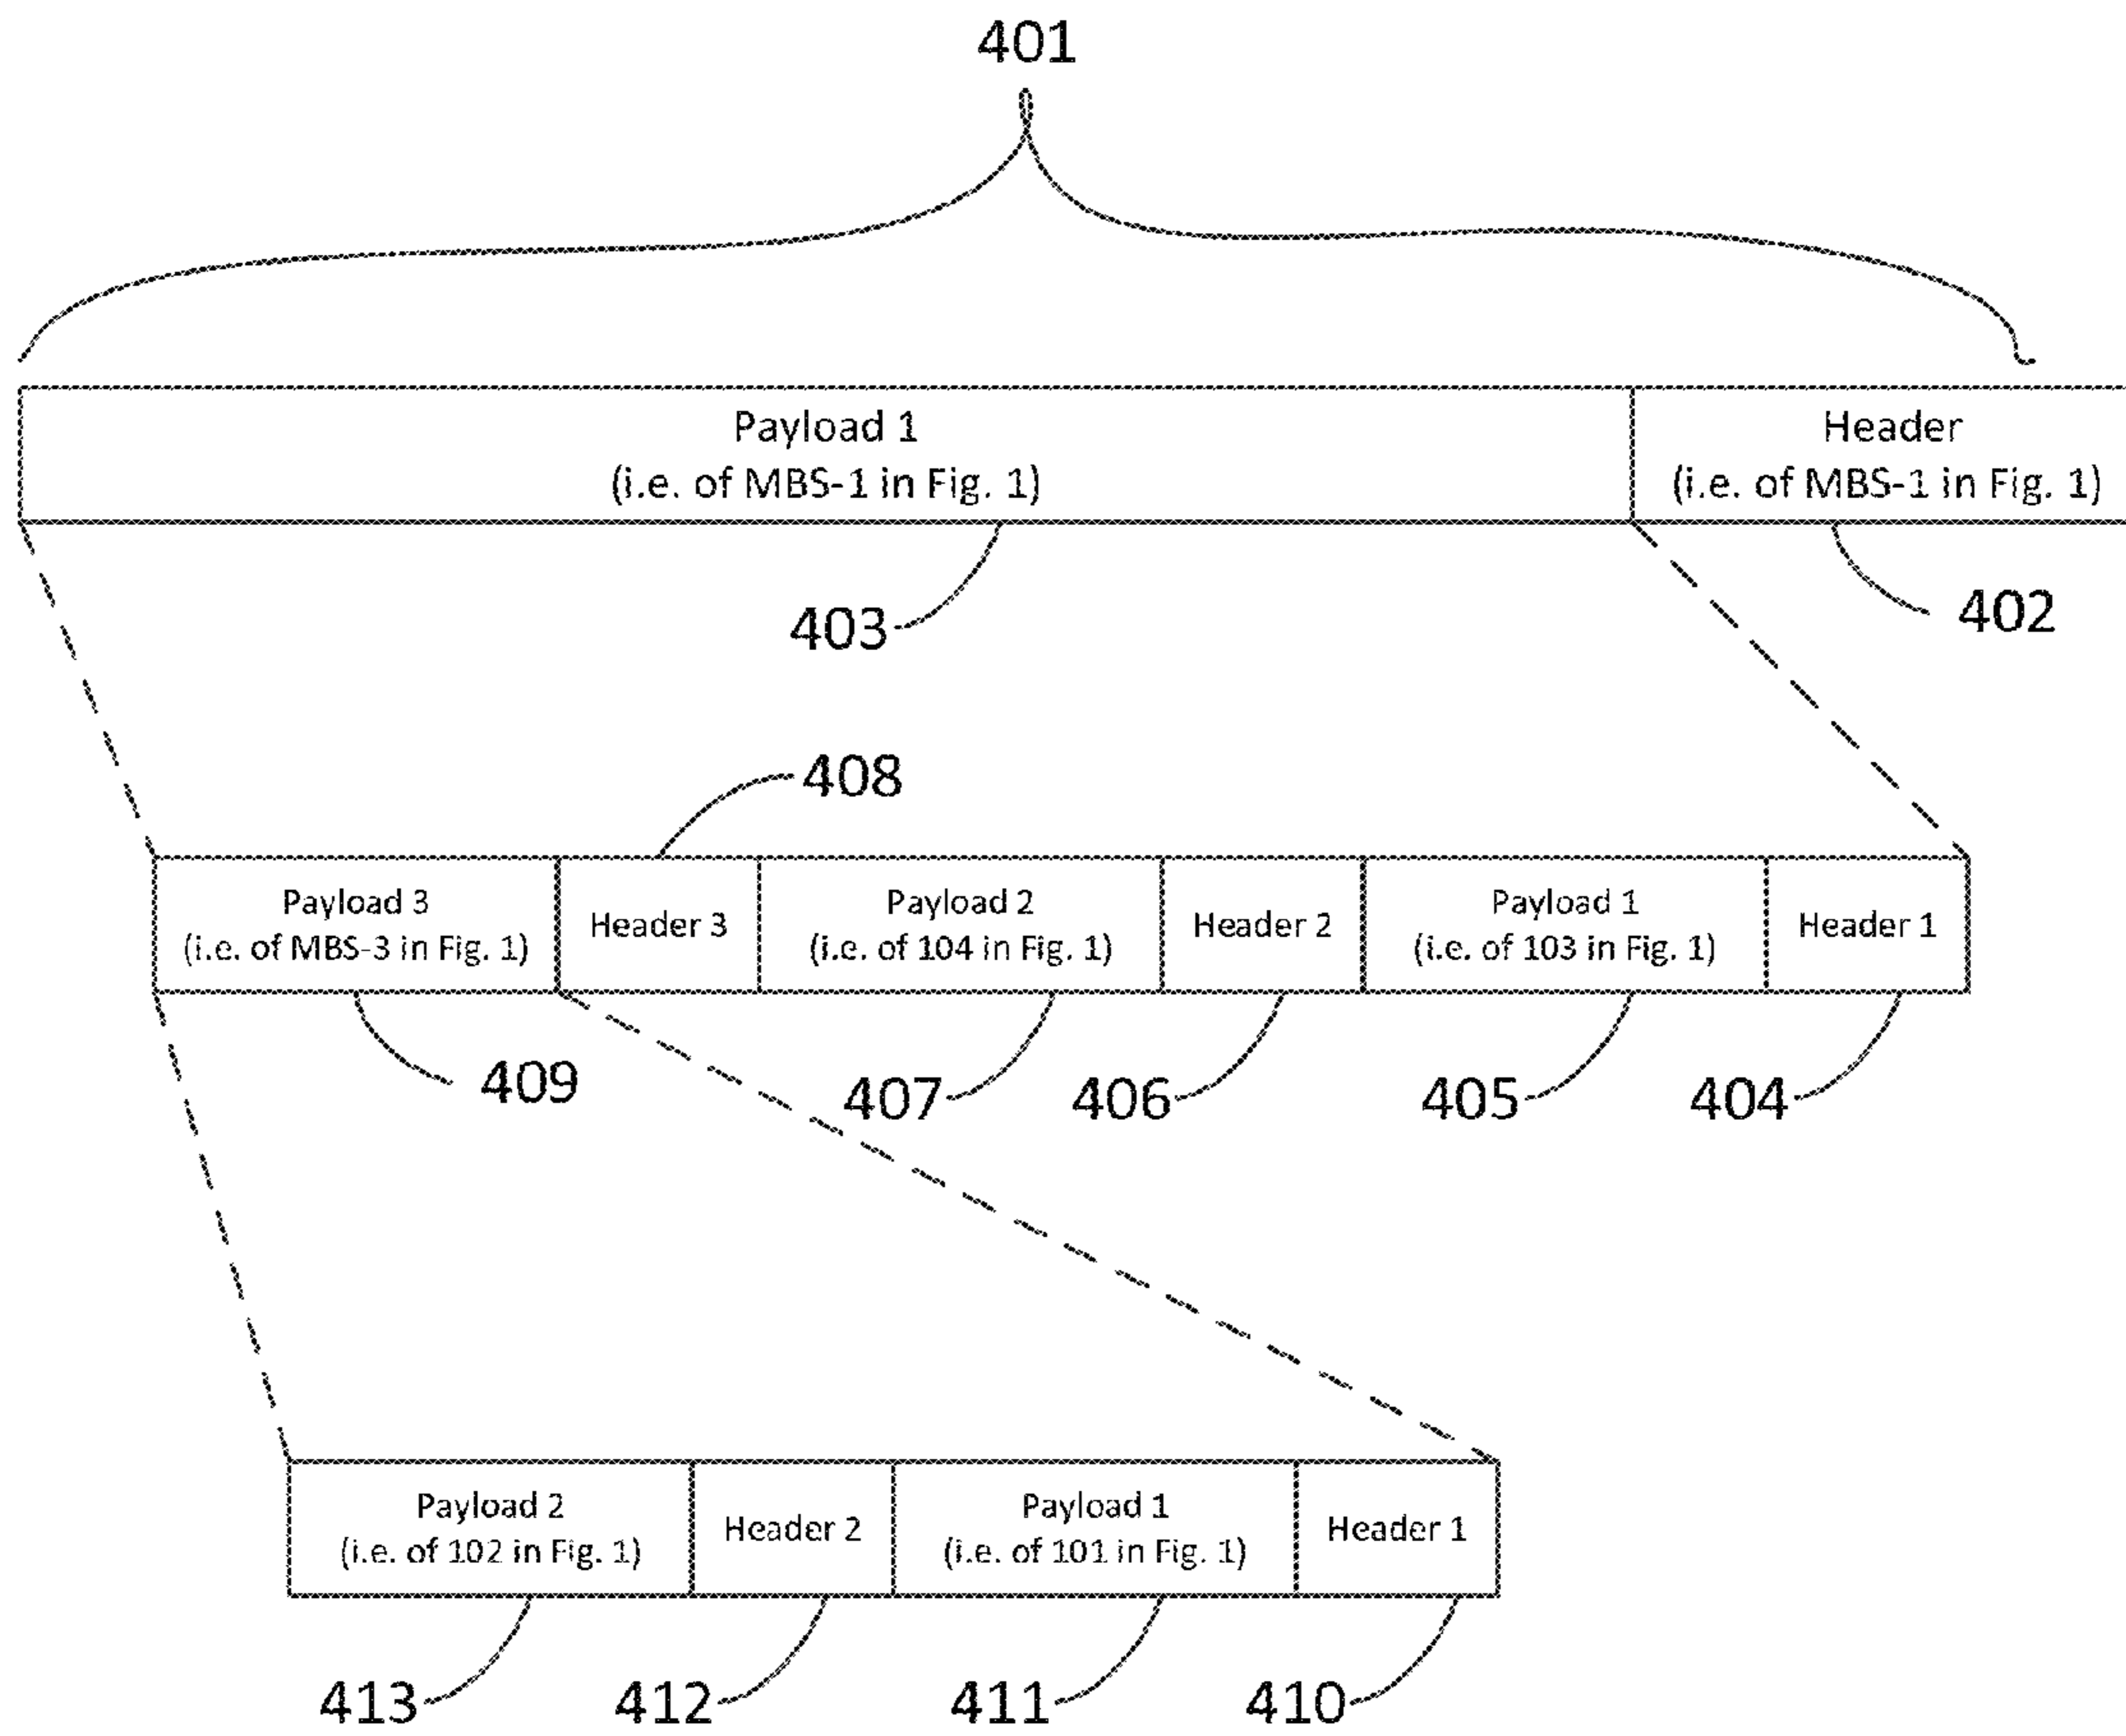 401
Payload 1
(i.e. of MBS-1 in Fig. 1)
Header
(i.e. of MBS-1 in Fig. 1)
403
402
408
Payload 3
(i.e. of MBS-3 in Fig. 1)
Header 3
Payload 2
(i.e. of 104 in Fig. 1)
Header 2
Payload 1
(i.e. of 103 in Fig. 1)
Header 1
409
407
406
405
404
Payload 2
(i.e. of 102 in Fig. 1)
Header 2
Payload 1
(i.e. of 101 in Fig. 1)
Header 1
413
412
411
410